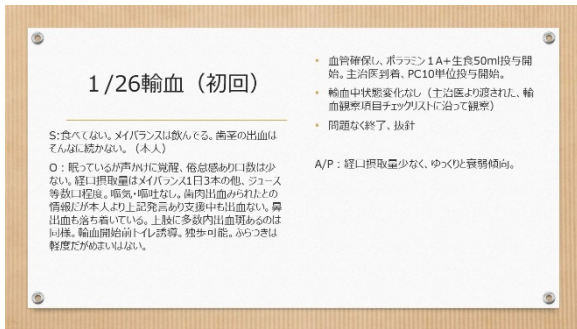 1/26輸血（初回）
S:食べてない。メイバランスは飲んでる。歯茎の出血は
そんなに続かない。（本人）
O：眠っているが声かけに覚醒、倦怠感あり口数は少
ない。経口摂取量はメイバランス1日3本の他、ジュース
等数口程度。嘔気・嘔吐なし。歯肉出血みられたとの
情報だが本人より上記発言あり支援中も出血ない。鼻
出血も落ち着いている。上肢に多数内出血斑あるのは
同様。輸血開始前トイレ誘導。独歩可能。ふらつきは
軽度だがめまいはない。
• 血管確保し、ポララミン1A+生食50ml投与開
始。主治医到着、PC10単位投与開始。
• 輸血中状態変化なし（主治医より渡された、輸
血観察項目チェックリストに沿って観察）
• 問題なく終了、抜針
A/P：経口摂取量少なく、ゆっくりと衰弱傾向。